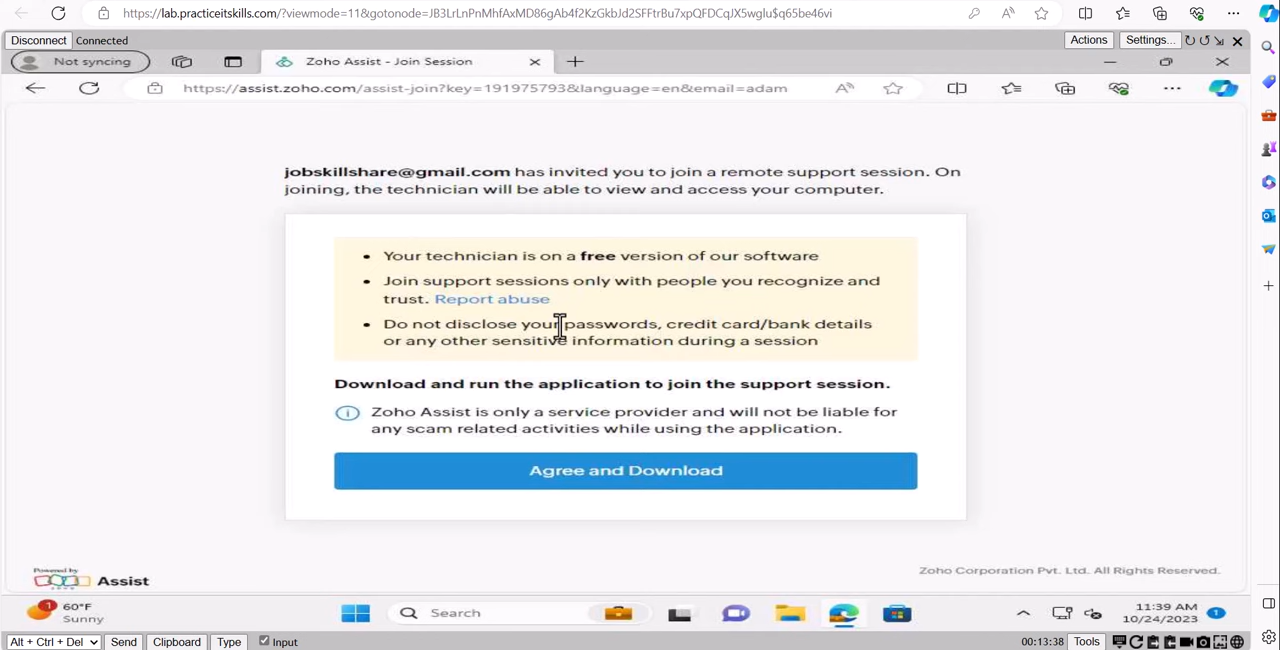 https://lab.practiceitskills.com/?viewmode=11&gotonode=JB3LrLnPnMhfAxMD86gAb4f2KzGkbJd2SFFtrBu7xpQFDCqJX5wglu$q65be46vi
Disconnect Connected Actions Settings...
Not syncing Zoho Assist - Join Session
https://assist.zoho.com/assist-join?key=191975793&language=en&email=adam
jobskillshare@gmail.com has invited you to join a remote support session. On
joining, the technician will be able to view and access your computer.
• Your technician is on a free version of our software
• Join support sessions only with people you recognize and
trust. Report abuse
• Do not disclose your passwords, credit card/bank details
or any other sensitive information during a session
Download and run the application to join the support session.
Zoho Assist is only a service provider and will not be liable for
any scam related activities while using the application.
Agree and Download
Powered by
Assist
Zoho Corporation Pvt. Ltd. All Rights Reserved.
1 60°F
Sunny
Search
11:39 AM
10/24/2023
1
Alt + Ctrl + Del Send Clipboard Type Input 00:13:38 Tools